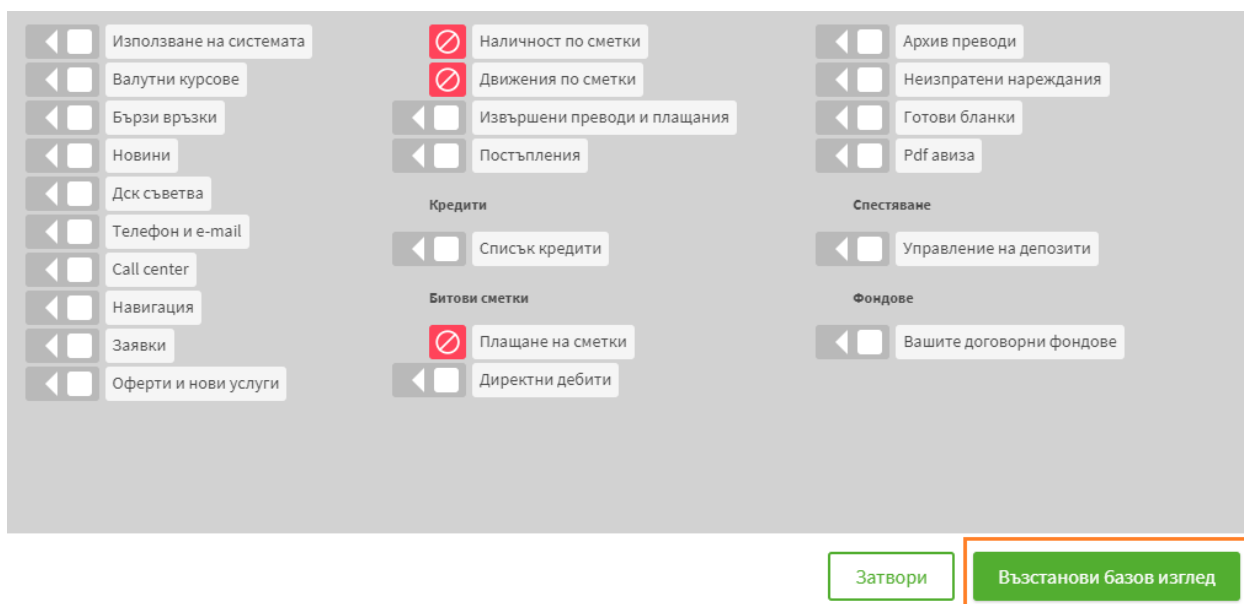 Използване на системата
Валутни курсове
Бързи връзки
Новини
Дск съветва
Телефон и e-mail
Call center
Навигация
Заявки
Оферти и нови услуги
Наличност по сметки
Движения по сметки
Извършени преводи и плащания
Постъпления
Кредити
Списък кредити
Битови сметки
Плащане на сметки
Директни дебити
Архив преводи
Неизпратени нареждания
Готови бланки
Pdf авиза
Спестяване
Управление на депозити
Фондове
Вашите договорни фондове
Затвори
Възстанови базов изглед